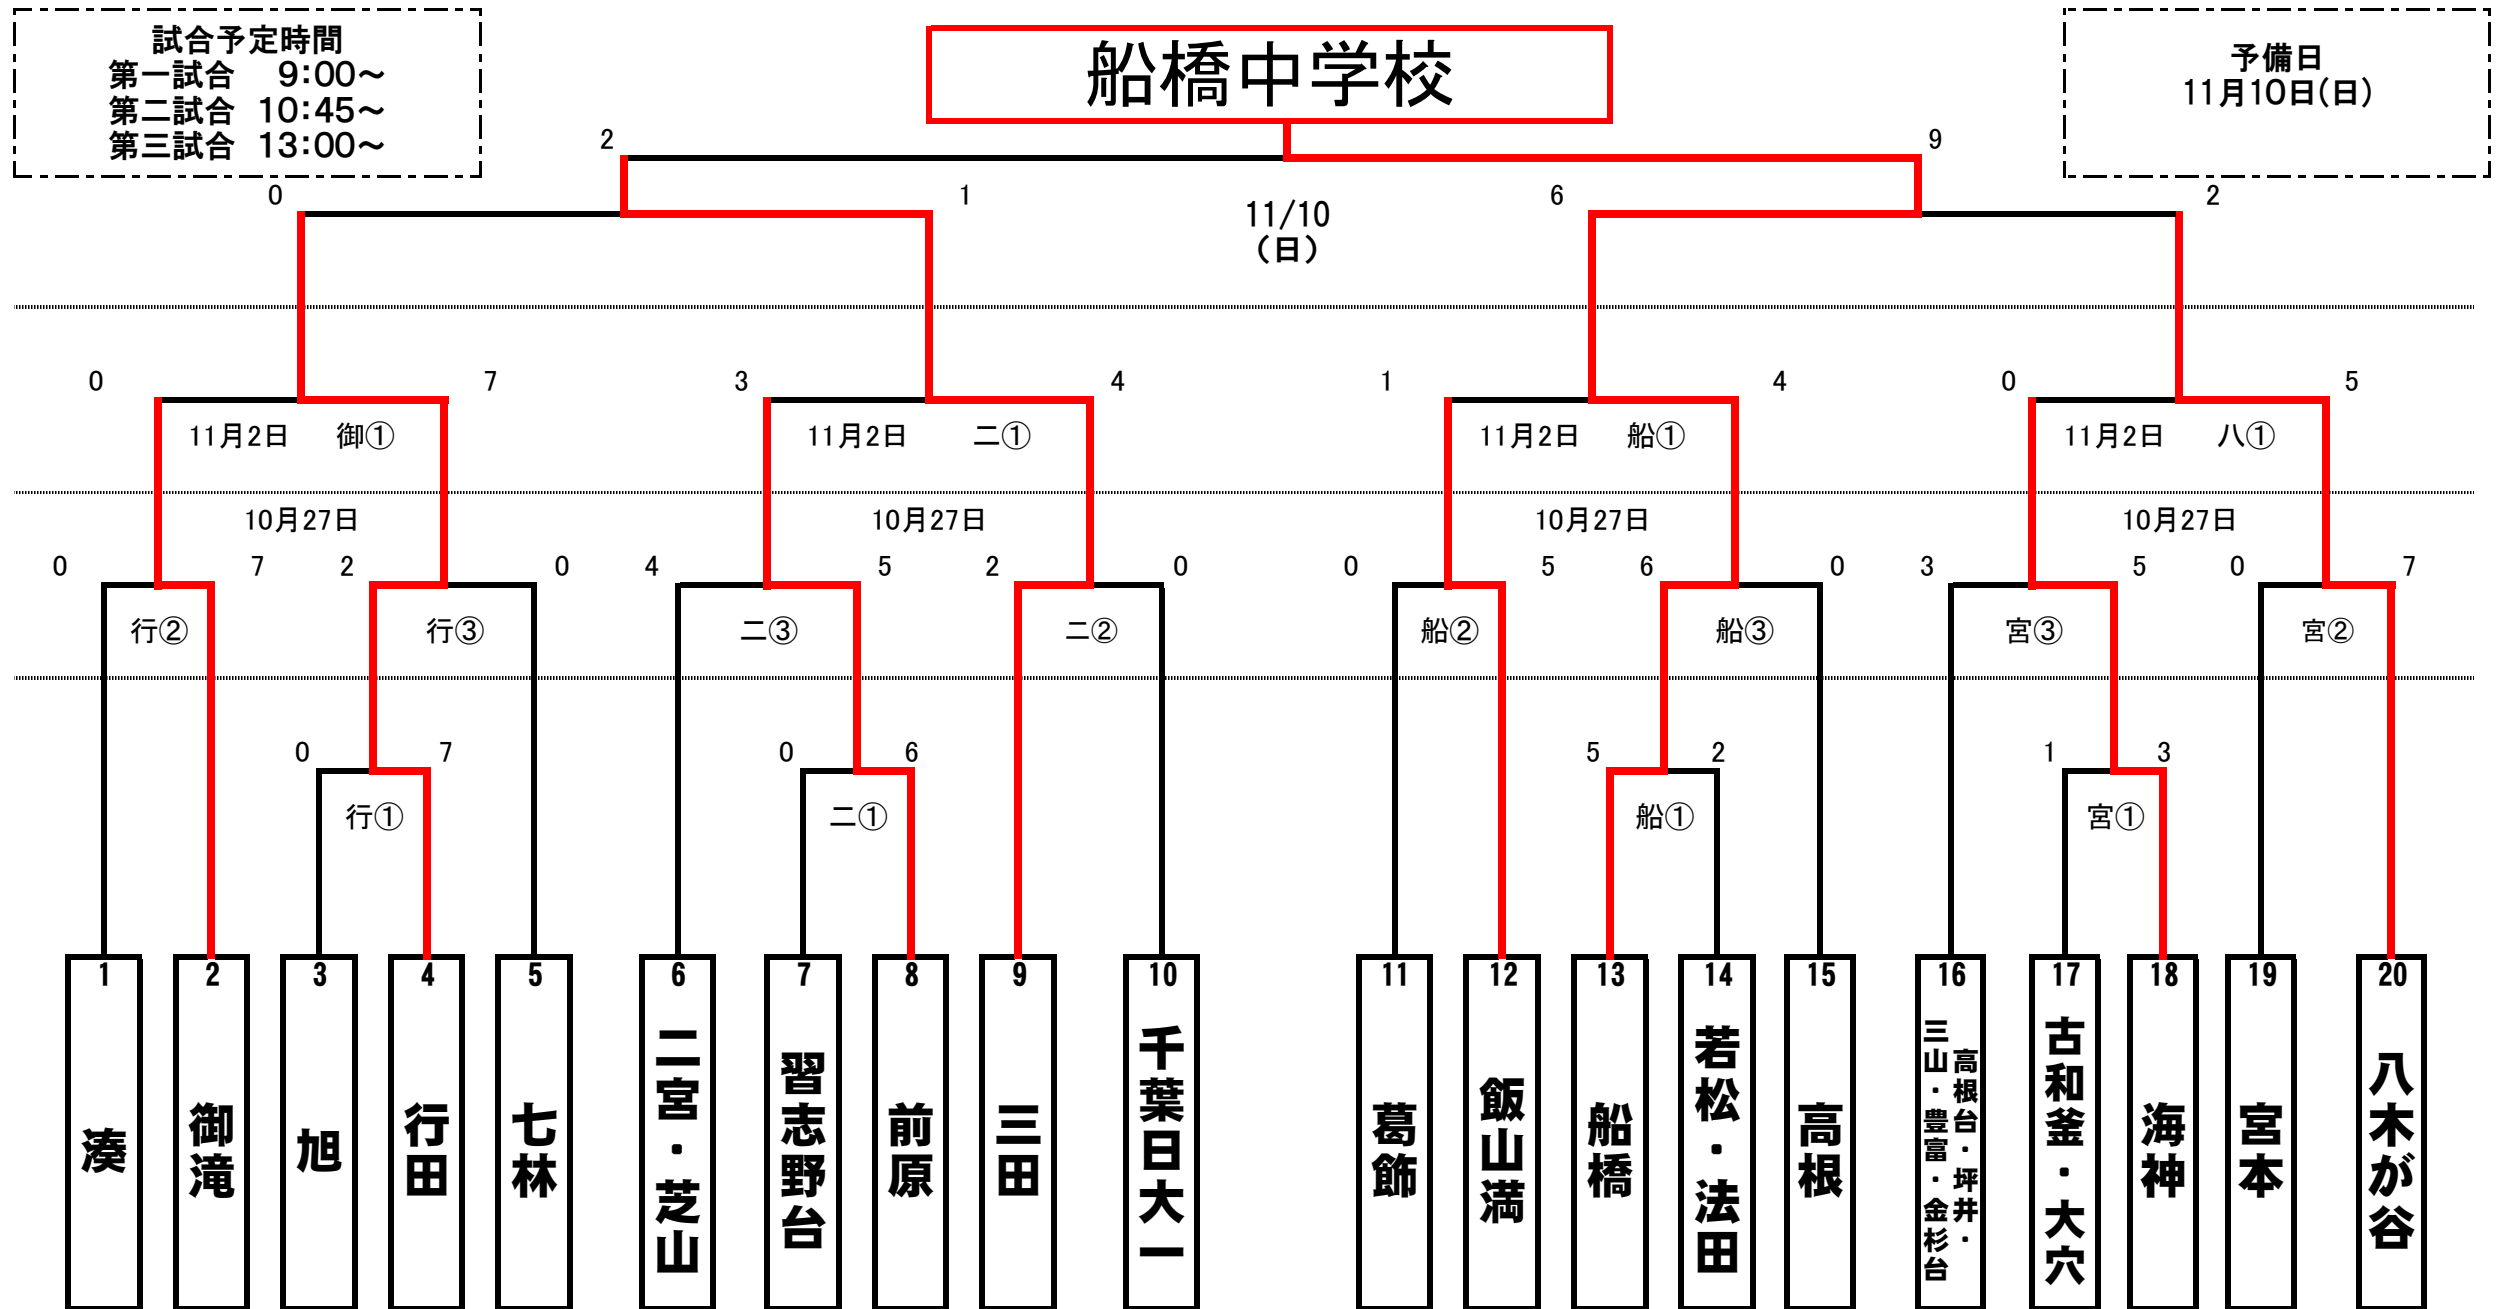 試合予定時間
第一試合 9:00～
第二試合 10:45～
第三試合 13:00～
船橋中学校
予備日
11月10日(日)
2 9
0 1 6 2
11/10
(日)
0 7 3 4 1 4 0 5
11月2日 御① 11月2日 二① 11月2日 船① 11月2日 八①
10月27日 10月27日 10月27日 10月27日
0 7 2 0 4 5 2 0 0 5 6 0 3 5 0 7
行② 行③ 二③ 二② 船② 船③ 宮③ 宮②
0 7 0 6 5 2 1 3
行① 二① 船① 宮①
1 湊
2 御滝
3 旭
4 行田
5 七林
6 二宮・芝山
7 習志野台
8 前原
9 三田
10 千葉日大一
11 葛飾
12 飯山満
13 船橋
14 若松・法田
15 高根
16
高根台・坪井・
三山・豊富・金杉台
17 古和釜・大穴
18 海神
19 宮本
20 八木が谷